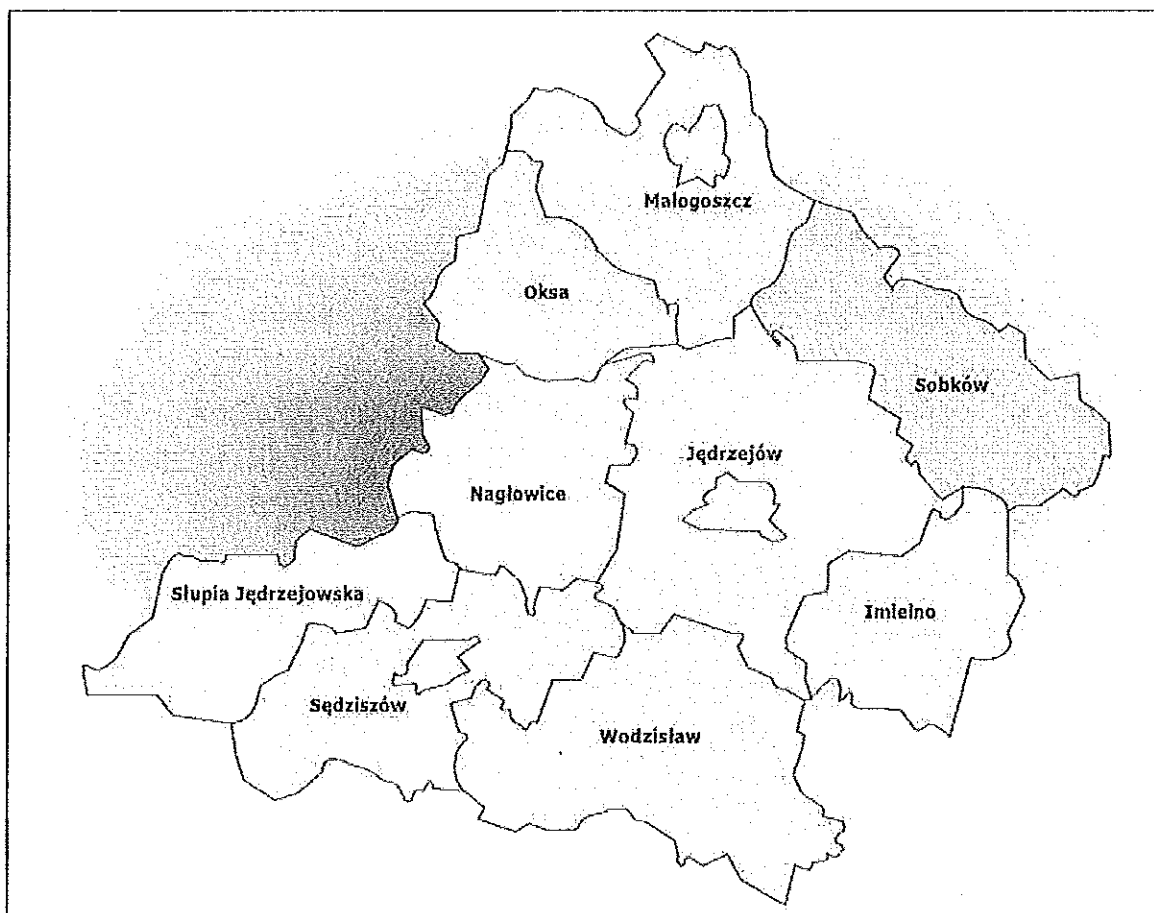 Małogoszcz
Oksa
Sobków
Jędrzejów
Nagłowice
Słupia Jędrzejowska
Imielno
Sędziszów
Wodzisław